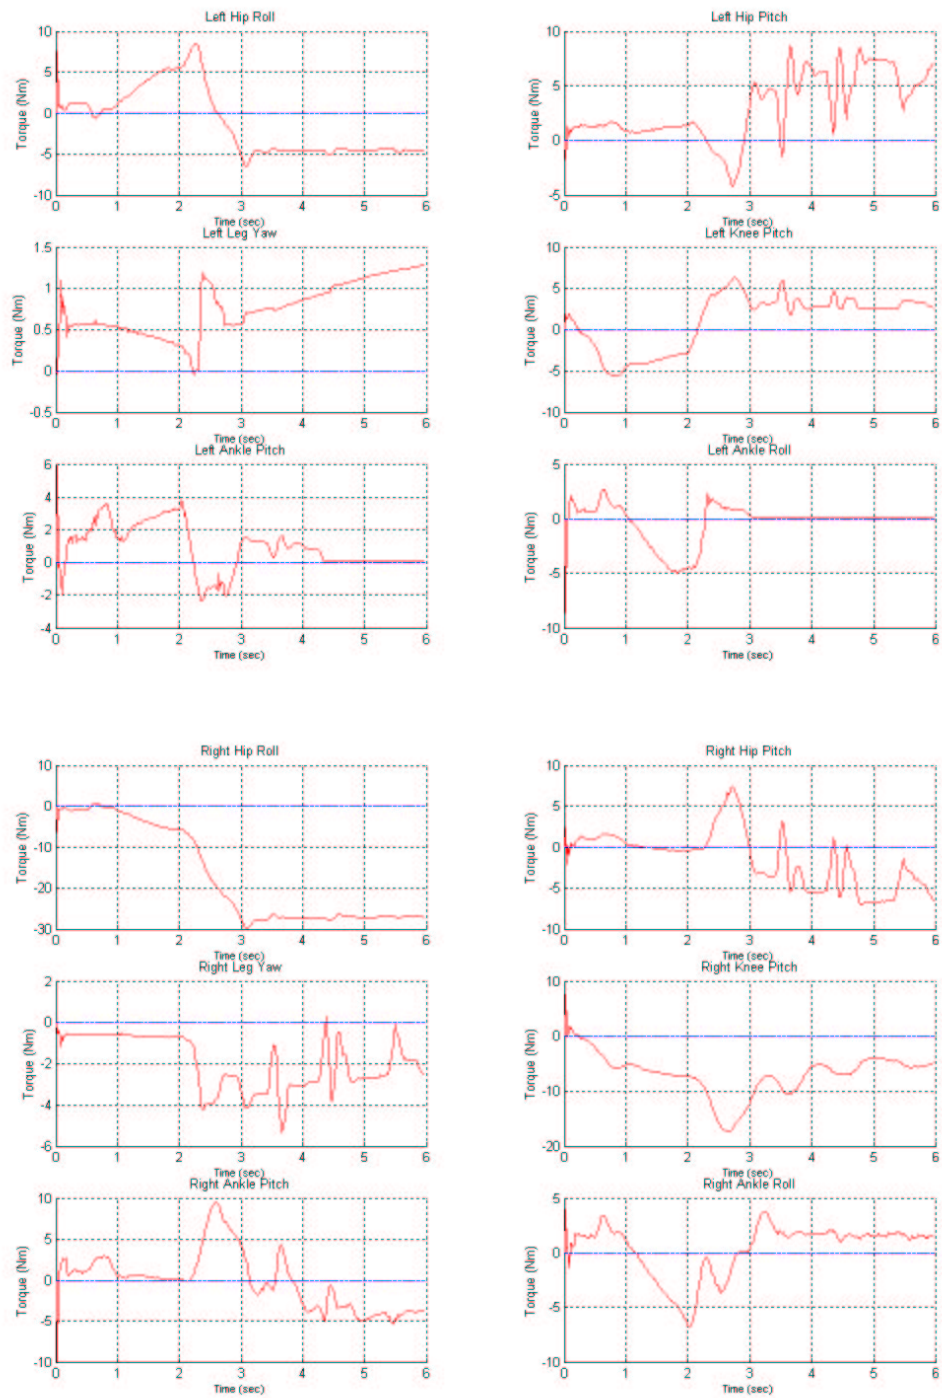 Left Hip Roll
10
5
0
-5
-10
Torque (Nm)
0 1 2 3 4 5 6
Time (sec)
Left Hip Pitch
10
5
0
-5
Torque (Nm)
0 1 2 3 4 5 6
Time (sec)
Left Leg Yaw
1.5
1
0.5
0
-0.5
Torque (Nm)
0 1 2 3 4 5 6
Time (sec)
Left Knee Pitch
10
5
0
-5
-10
Torque (Nm)
0 1 2 3 4 5 6
Time (sec)
Left Ankle Pitch
6
4
2
0
-2
-4
Torque (Nm)
0 1 2 3 4 5 6
Time (sec)
Left Ankle Roll
5
0
-5
-10
Torque (Nm)
0 1 2 3 4 5 6
Time (sec)
Right Hip Roll
10
0
-10
-20
-30
Torque (Nm)
0 1 2 3 4 5 6
Time (sec)
Right Hip Pitch
10
5
0
-5
-10
Torque (Nm)
0 1 2 3 4 5 6
Time (sec)
Right Leg Yaw
2
0
-2
-4
-6
Torque (Nm)
0 1 2 3 4 5 6
Time (sec)
Right Knee Pitch
10
0
-10
-20
Torque (Nm)
0 1 2 3 4 5 6
Time (sec)
Right Ankle Pitch
10
5
0
-5
-10
Torque (Nm)
0 1 2 3 4 5 6
Time (sec)
Right Ankle Roll
5
0
-5
-10
Torque (Nm)
0 1 2 3 4 5 6
Time (sec)